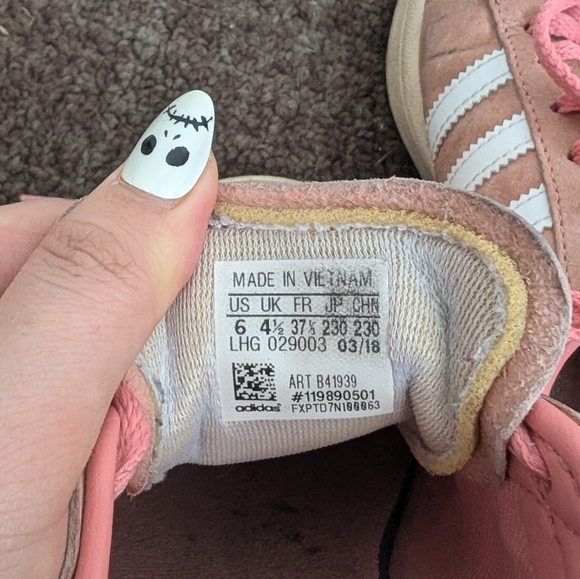 MADE IN VIETNAM
US UK FR JP CHN
6 4½ 37⅓ 230 230
LHG 029003 03/18
ART B41939
#119890501
adidas FXPTD7N100063